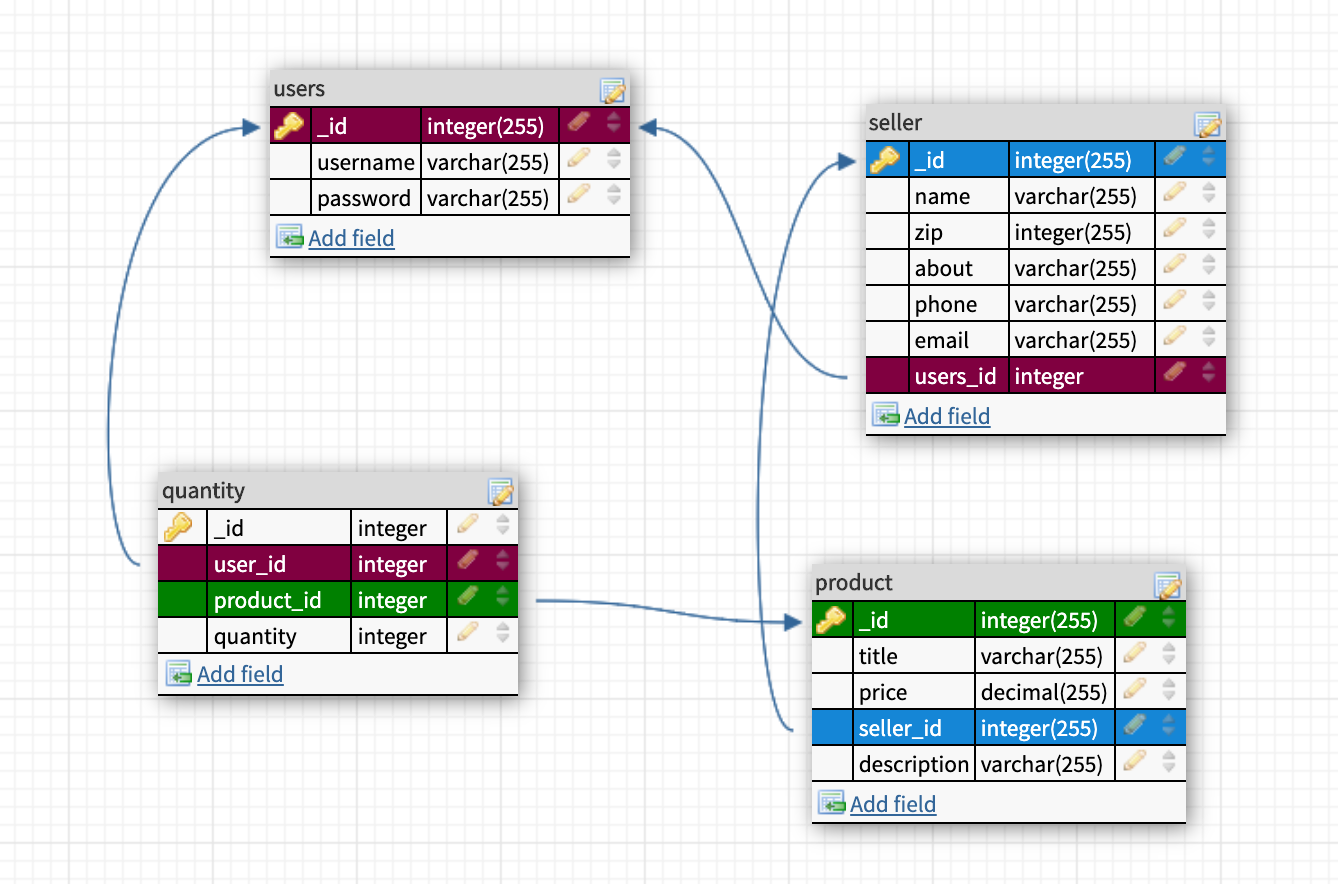 users
_id integer(255)
username varchar(255)
password varchar(255)
Add field
seller
_id integer(255)
name varchar(255)
zip integer(255)
about varchar(255)
phone varchar(255)
email varchar(255)
users_id integer
Add field
quantity
_id integer
user_id integer
product_id integer
quantity integer
Add field
product
_id integer(255)
title varchar(255)
price decimal(255)
seller_id integer(255)
description varchar(255)
Add field